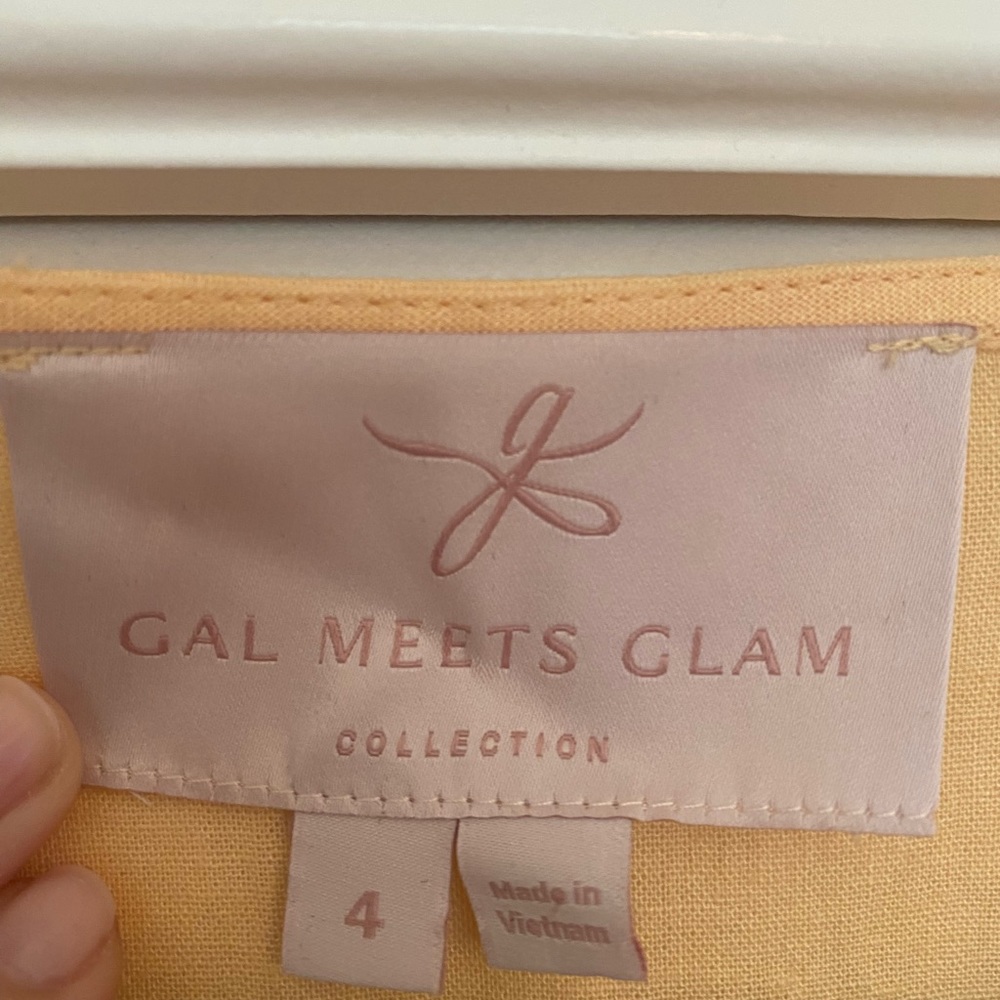 g
GAL MEETS GLAM
COLLECTION
4
Made in
Vietnam